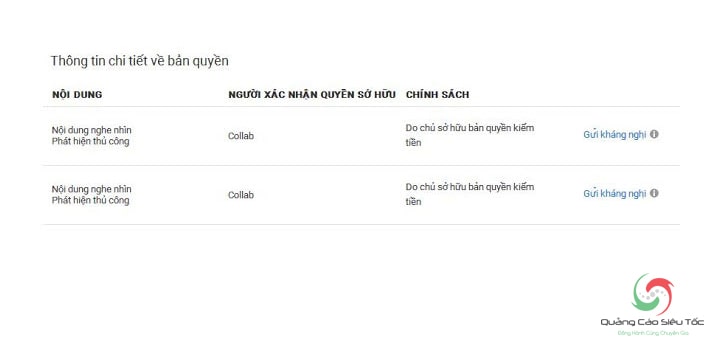 Thông tin chi tiết về bản quyền
NỘI DUNG NGƯỜI XÁC NHẬN QUYỀN SỞ HỮU CHÍNH SÁCH
Nội dung nghe nhìn
Phát hiện thủ công
Collab
Do chủ sở hữu bản quyền kiếm
tiền
Gửi kháng nghị
Nội dung nghe nhìn
Phát hiện thủ công
Collab
Do chủ sở hữu bản quyền kiếm
tiền
Gửi kháng nghị
Quảng Cáo Siêu Tốc
Đồng Hành Cùng Chuyên Gia